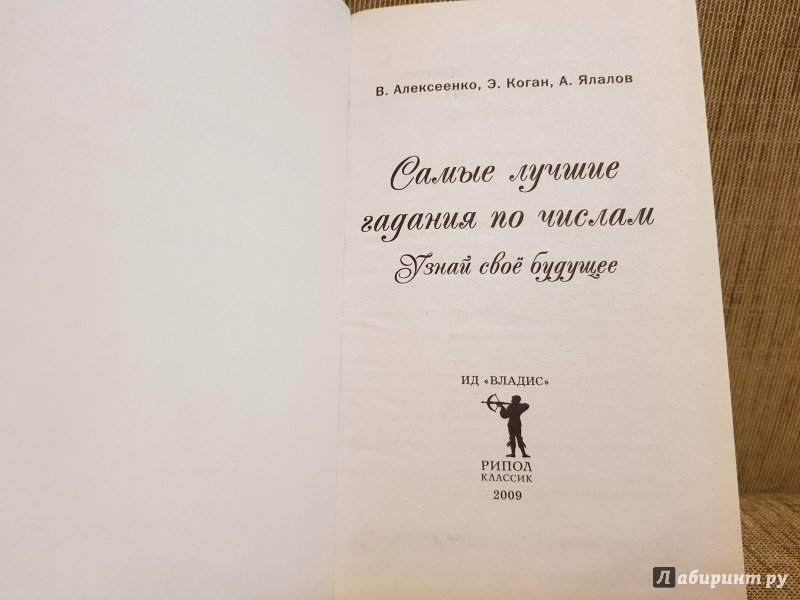 В. Алексеенко, Э. Коган, А. Ялалов
Самые лучшие
гадания по числам
Узнай своё будущее
ИД «ВЛАДИС»
РИПОЛ
КЛАССИК
2009
Лабиринт.ру